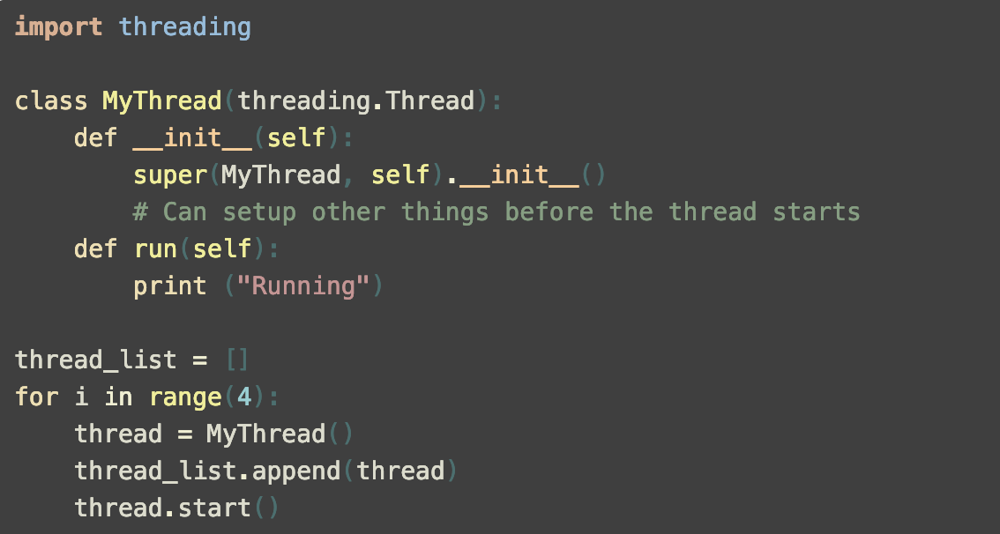 import threading

class MyThread(threading.Thread):
    def __init__(self):
        super(MyThread, self).__init__()
        # Can setup other things before the thread starts
    def run(self):
        print ("Running")

thread_list = []
for i in range(4):
    thread = MyThread()
    thread_list.append(thread)
    thread.start()